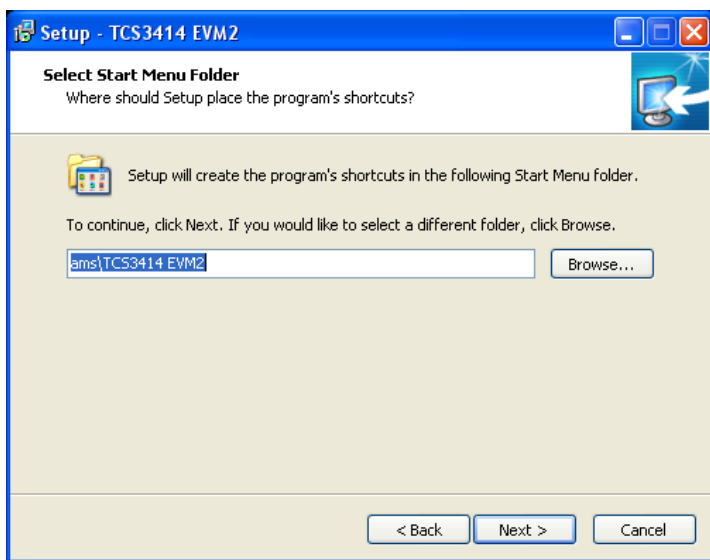 Setup - TCS3414 EVM2
Select Start Menu Folder
Where should Setup place the program's shortcuts?
Setup will create the program's shortcuts in the following Start Menu folder.
To continue, click Next. If you would like to select a different folder, click Browse.
ams\TCS3414 EVM2
Browse...
< Back
Next >
Cancel